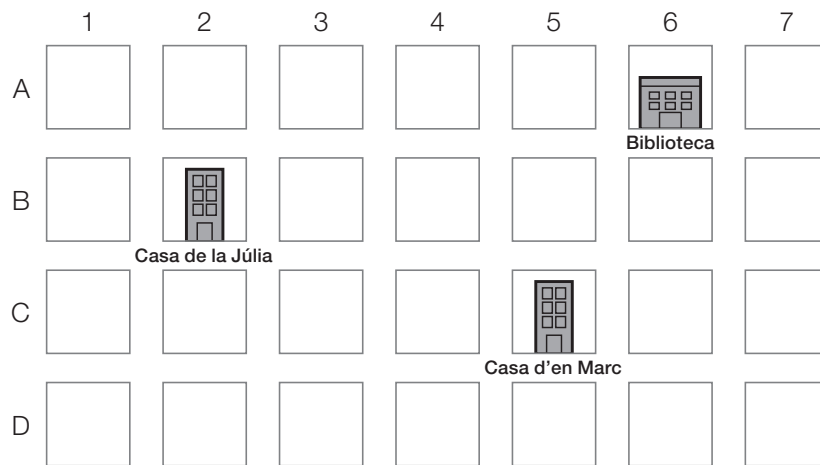 1 2 3 4 5 6 7
A
Biblioteca
B
Casa de la Júlia
C
Casa d’en Marc
D